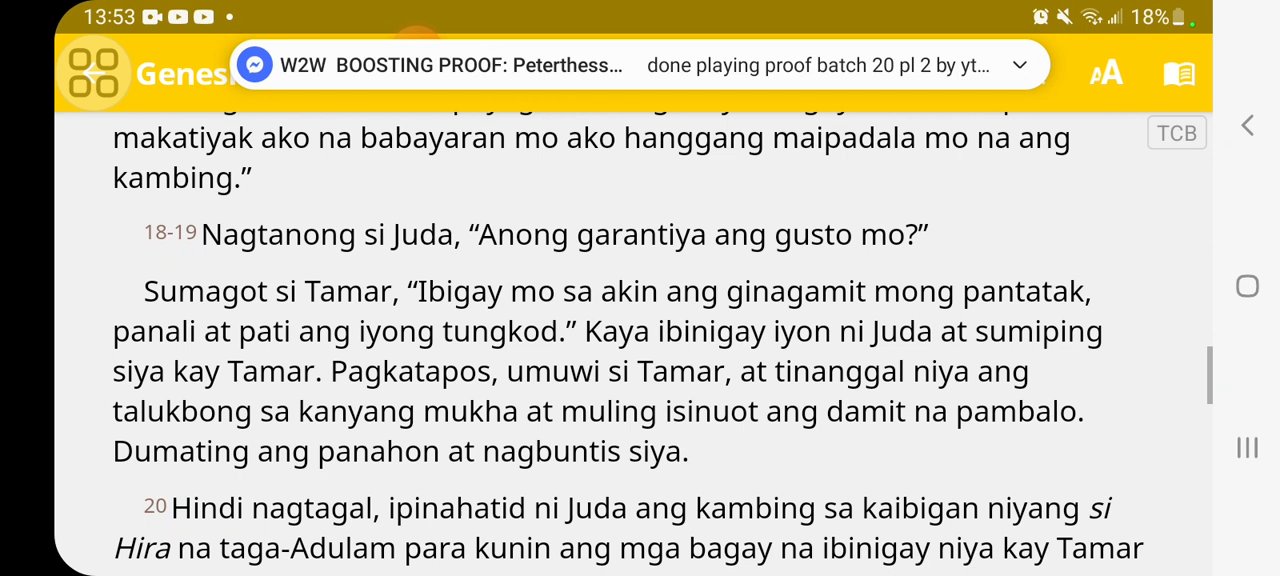 13:53 18%
Genesi
W2W BOOSTING PROOF: Peterthess... done playing proof batch 20 pl 2 by yt...
AA
TCB
makatiyak ako na babayaran mo ako hanggang maipadala mo na ang
kambing.”
18-19 Nagtanong si Juda, “Anong garantiya ang gusto mo?”
Sumagot si Tamar, “Ibigay mo sa akin ang ginagamit mong pantatak,
panali at pati ang iyong tungkod.” Kaya ibinigay iyon ni Juda at sumiping
siya kay Tamar. Pagkatapos, umuwi si Tamar, at tinanggal niya ang
talukbong sa kanyang mukha at muling isinuot ang damit na pambalo.
Dumating ang panahon at nagbuntis siya.
20 Hindi nagtagal, ipinahatid ni Juda ang kambing sa kaibigan niyang si
Hira na taga-Adulam para kunin ang mga bagay na ibinigay niya kay Tamar